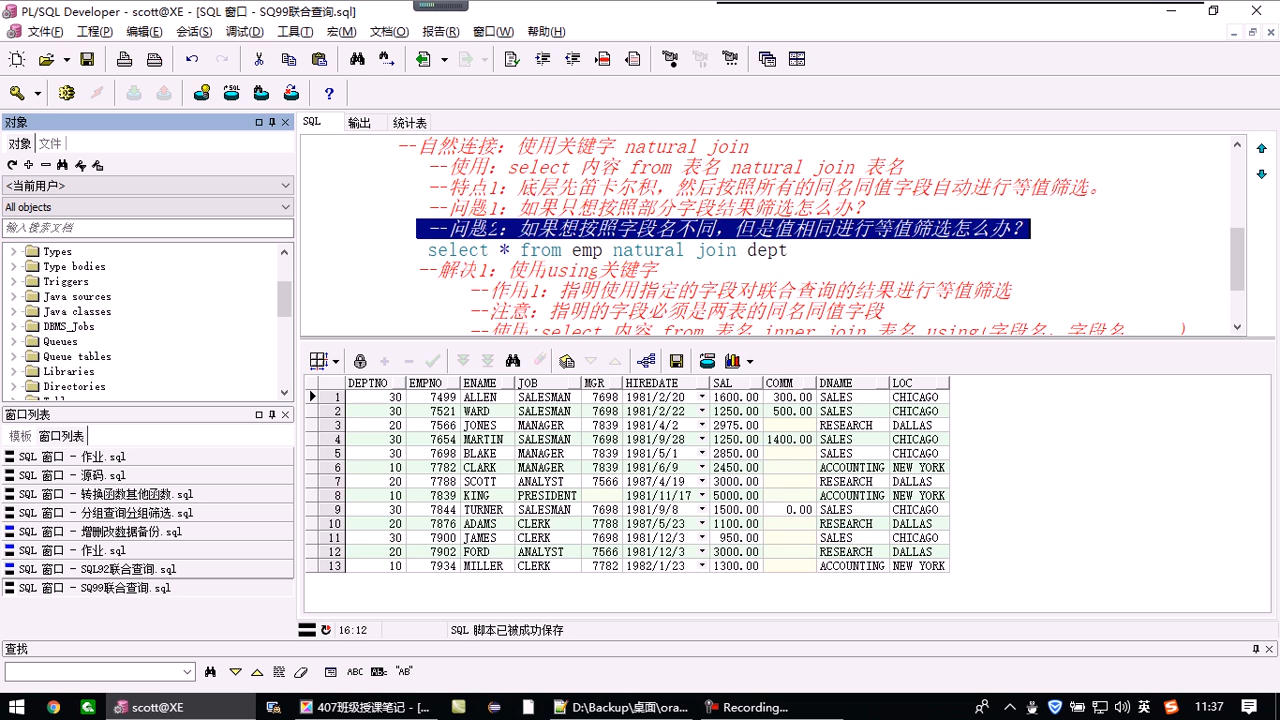 PL/SQL Developer - scott@XE - [SQL 窗口 - SQ99联合查询.sql]
文件(F) 工程(P) 编辑(E) 会话(S) 调试(D) 工具(T) 宏(M) 文档(O) 报告(R) 窗口(W) 帮助(H)
对象
对象 文件
<当前用户>
All objects
输入搜索文档
Types
Type bodies
Triggers
Java sources
Java classes
DBMS_Jobs
Queues
Queue tables
Libraries
Directories
窗口列表
模板 窗口列表
SQL 窗口 - 作业.sql
SQL 窗口 - 源码.sql
SQL 窗口 - 转换函数其他函数.sql
SQL 窗口 - 分组查询分组筛选.sql
SQL 窗口 - 增删改数据备份.sql
SQL 窗口 - 作业.sql
SQL 窗口 - SQL92联合查询.sql
SQL 窗口 - SQ99联合查询.sql
SQL 输出 统计表
--自然连接：使用关键字 natural join
--使用：select 内容 from 表名 natural join 表名
--特点1：底层先笛卡尔积，然后按照所有的同名同值字段自动进行等值筛选。
--问题1：如果只想按照部分字段结果筛选怎么办？
--问题2：如果想按照字段名不同，但是值相同进行等值筛选怎么办？
select * from emp natural join dept
--解决1：使用using关键字
--作用1：指明使用指定的字段对联合查询的结果进行等值筛选
--注意：指明的字段必须是两表的同名同值字段
--使用:select 内容 from 表名 inner join 表名 using(字段名，字段名，....)
DEPTNO EMPNO ENAME JOB MGR HIREDATE SAL COMM DNAME LOC
1 30 7499 ALLEN SALESMAN 7698 1981/2/20 1600.00 300.00 SALES CHICAGO
2 30 7521 WARD SALESMAN 7698 1981/2/22 1250.00 500.00 SALES CHICAGO
3 20 7566 JONES MANAGER 7839 1981/4/2 2975.00 RESEARCH DALLAS
4 30 7654 MARTIN SALESMAN 7698 1981/9/28 1250.00 1400.00 SALES CHICAGO
5 30 7698 BLAKE MANAGER 7839 1981/5/1 2850.00 SALES CHICAGO
6 10 7782 CLARK MANAGER 7839 1981/6/9 2450.00 ACCOUNTING NEW YORK
7 20 7788 SCOTT ANALYST 7566 1987/4/19 3000.00 RESEARCH DALLAS
8 10 7839 KING PRESIDENT 1981/11/17 5000.00 ACCOUNTING NEW YORK
9 30 7844 TURNER SALESMAN 7698 1981/9/8 1500.00 0.00 SALES CHICAGO
10 20 7876 ADAMS CLERK 7788 1987/5/23 1100.00 RESEARCH DALLAS
11 30 7900 JAMES CLERK 7698 1981/12/3 950.00 SALES CHICAGO
12 20 7902 FORD ANALYST 7566 1981/12/3 3000.00 RESEARCH DALLAS
13 10 7934 MILLER CLERK 7782 1982/1/23 1300.00 ACCOUNTING NEW YORK
16:12 SQL 脚本已被成功保存
查找
ABC "AB"
scott@XE 407班级授课笔记 - [... D:\Backup\桌面\ora... Recording... 英 11:37